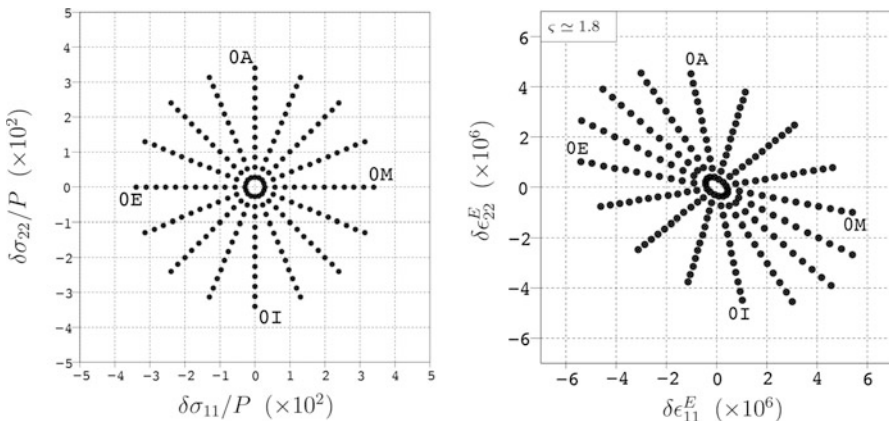 5
4
3
2
1
0
−1
−2
−3
−4
−5
−5 −4 −3 −2 −1 0 1 2 3 4 5
δσ₂₂/P (×10²)
δσ₁₁/P (×10²)
0A
0E
0M
0I
ς ≃ 1.8
6
4
2
0
−2
−4
−6
−6 −4 −2 0 2 4 6
δϵ₂₂ᴱ (×10⁶)
δϵ₁₁ᴱ (×10⁶)
0A
0E
0M
0I